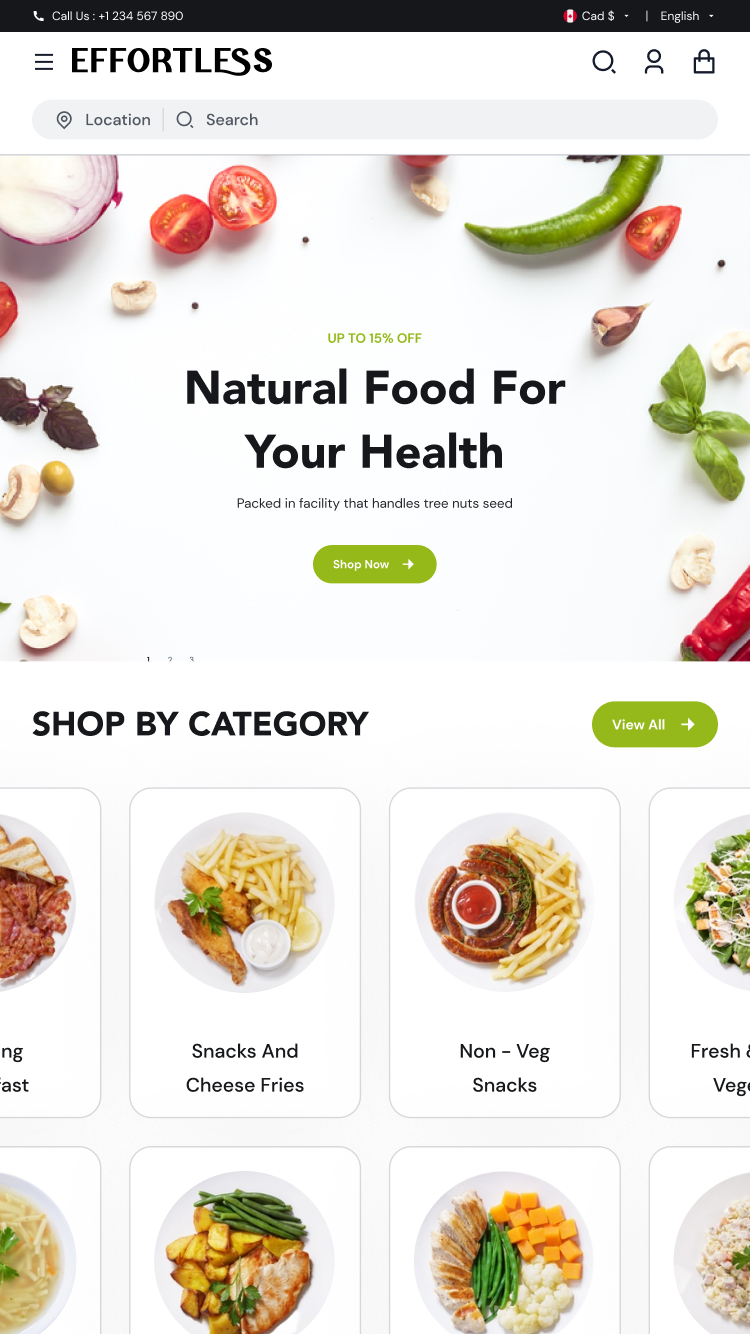 Call Us : +1 234 567 890
Cad $ | English
EFFORTLESS
Location Search
UP TO 15% OFF
Natural Food For
Your Health
Packed in facility that handles tree nuts seed
Shop Now
1 2 3
SHOP BY CATEGORY
View All
ng
fast
Snacks And
Cheese Fries
Non - Veg
Snacks
Fresh &
Vege